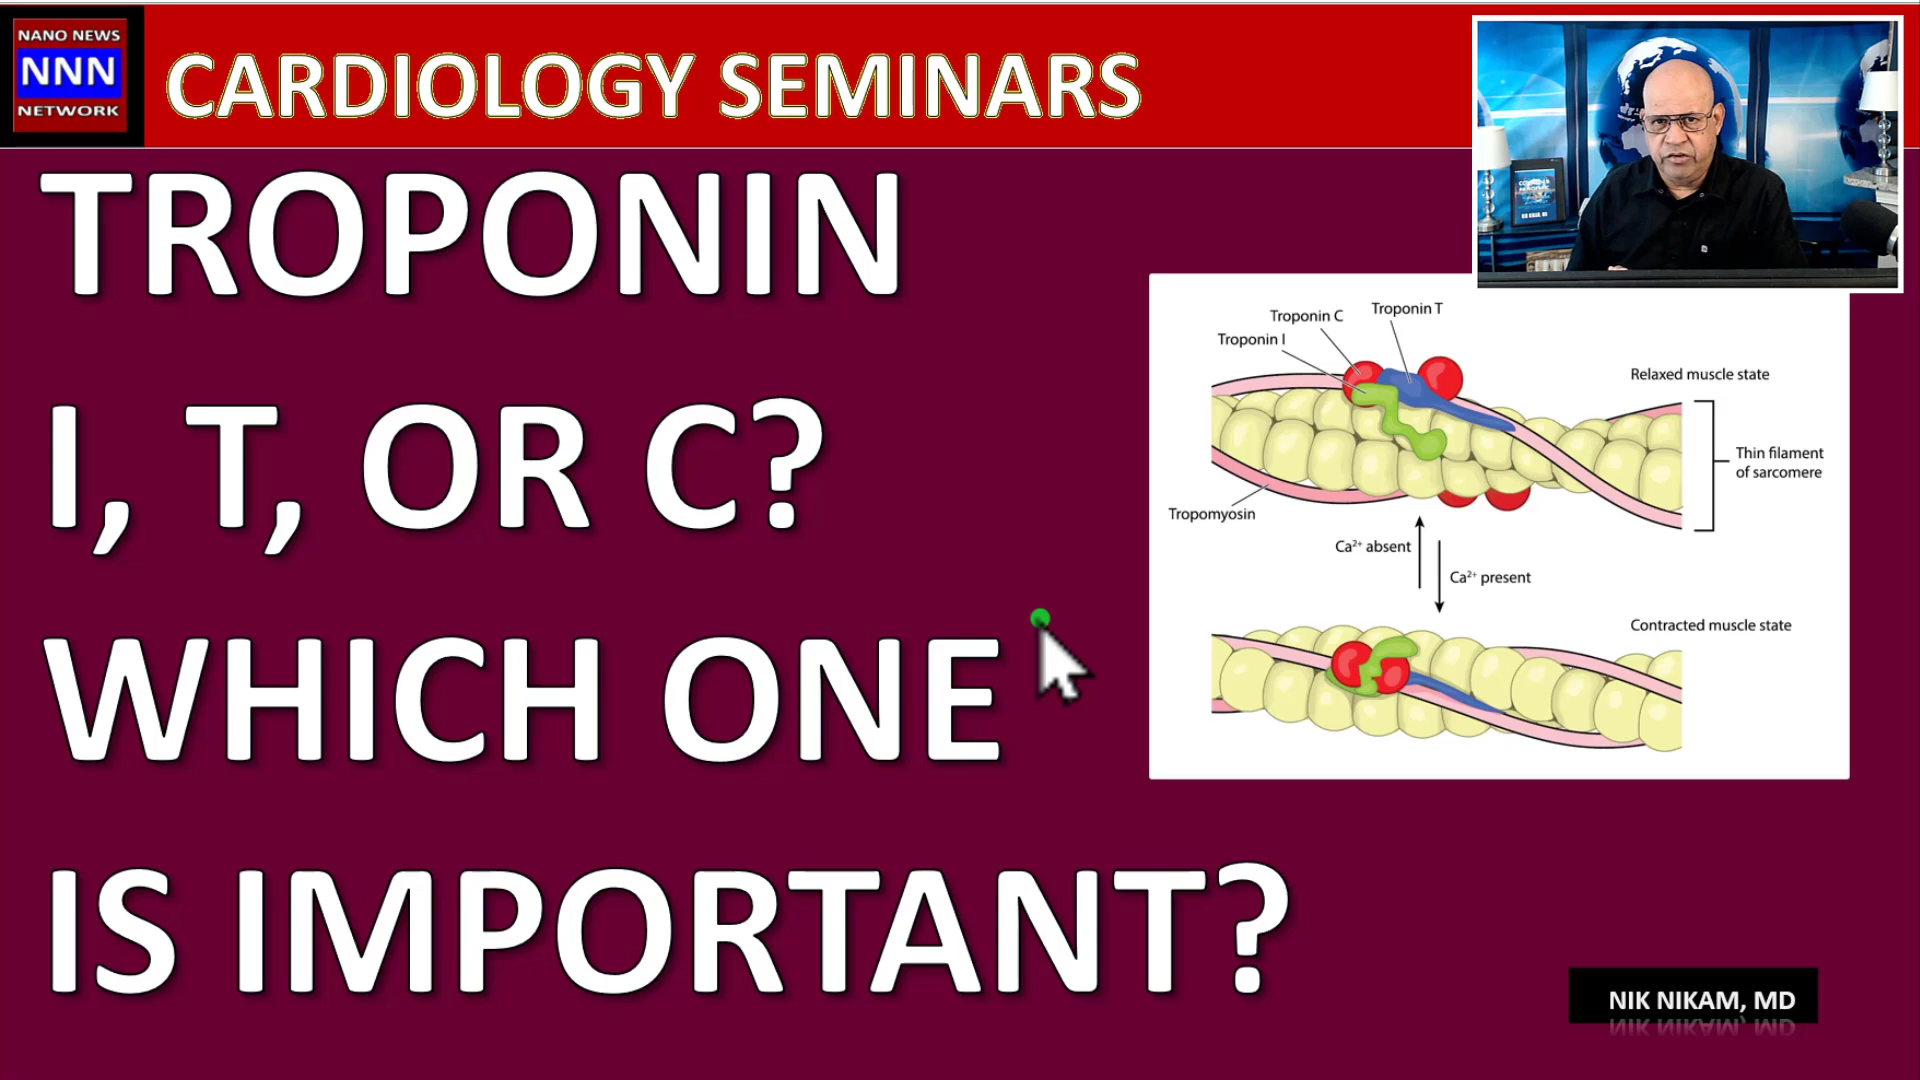 NANO NEWS
NNN
NETWORK
CARDIOLOGY SEMINARS
TROPONIN
I, T, OR C?
WHICH ONE
IS IMPORTANT?
Troponin T
Troponin C
Troponin I
Relaxed muscle state
Thin filament
of sarcomere
Tropomyosin
Ca²⁺ absent
Ca²⁺ present
Contracted muscle state
NIK NIKAM, MD